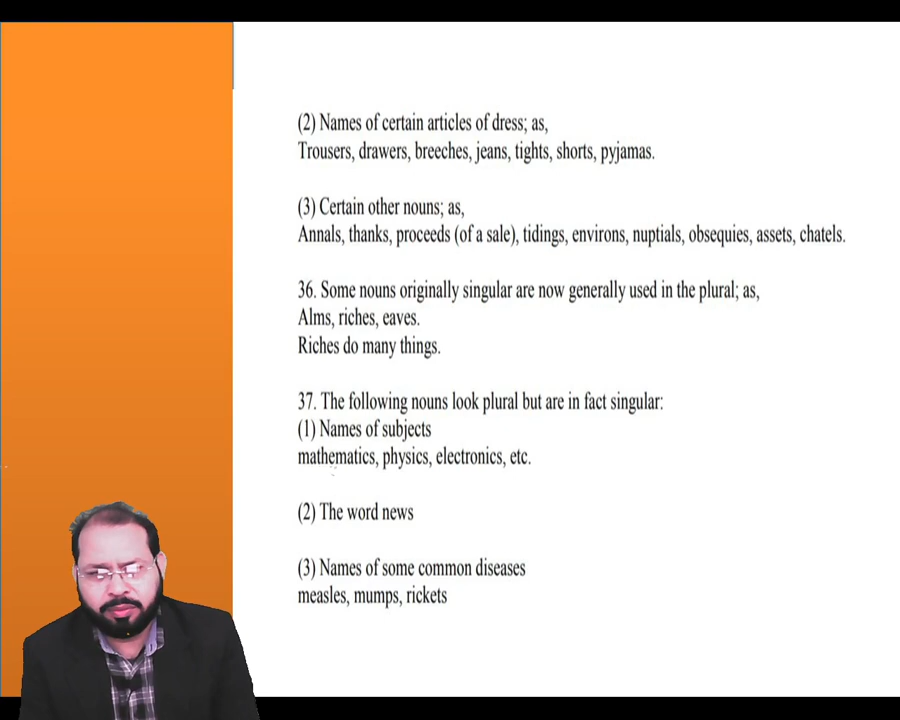 (2) Names of certain articles of dress; as,
Trousers, drawers, breeches, jeans, tights, shorts, pyjamas.
(3) Certain other nouns; as,
Annals, thanks, proceeds (of a sale), tidings, environs, nuptials, obsequies, assets, chatels.
36. Some nouns originally singular are now generally used in the plural; as,
Alms, riches, eaves.
Riches do many things.
37. The following nouns look plural but are in fact singular:
(1) Names of subjects
mathematics, physics, electronics, etc.
(2) The word news
(3) Names of some common diseases
measles, mumps, rickets